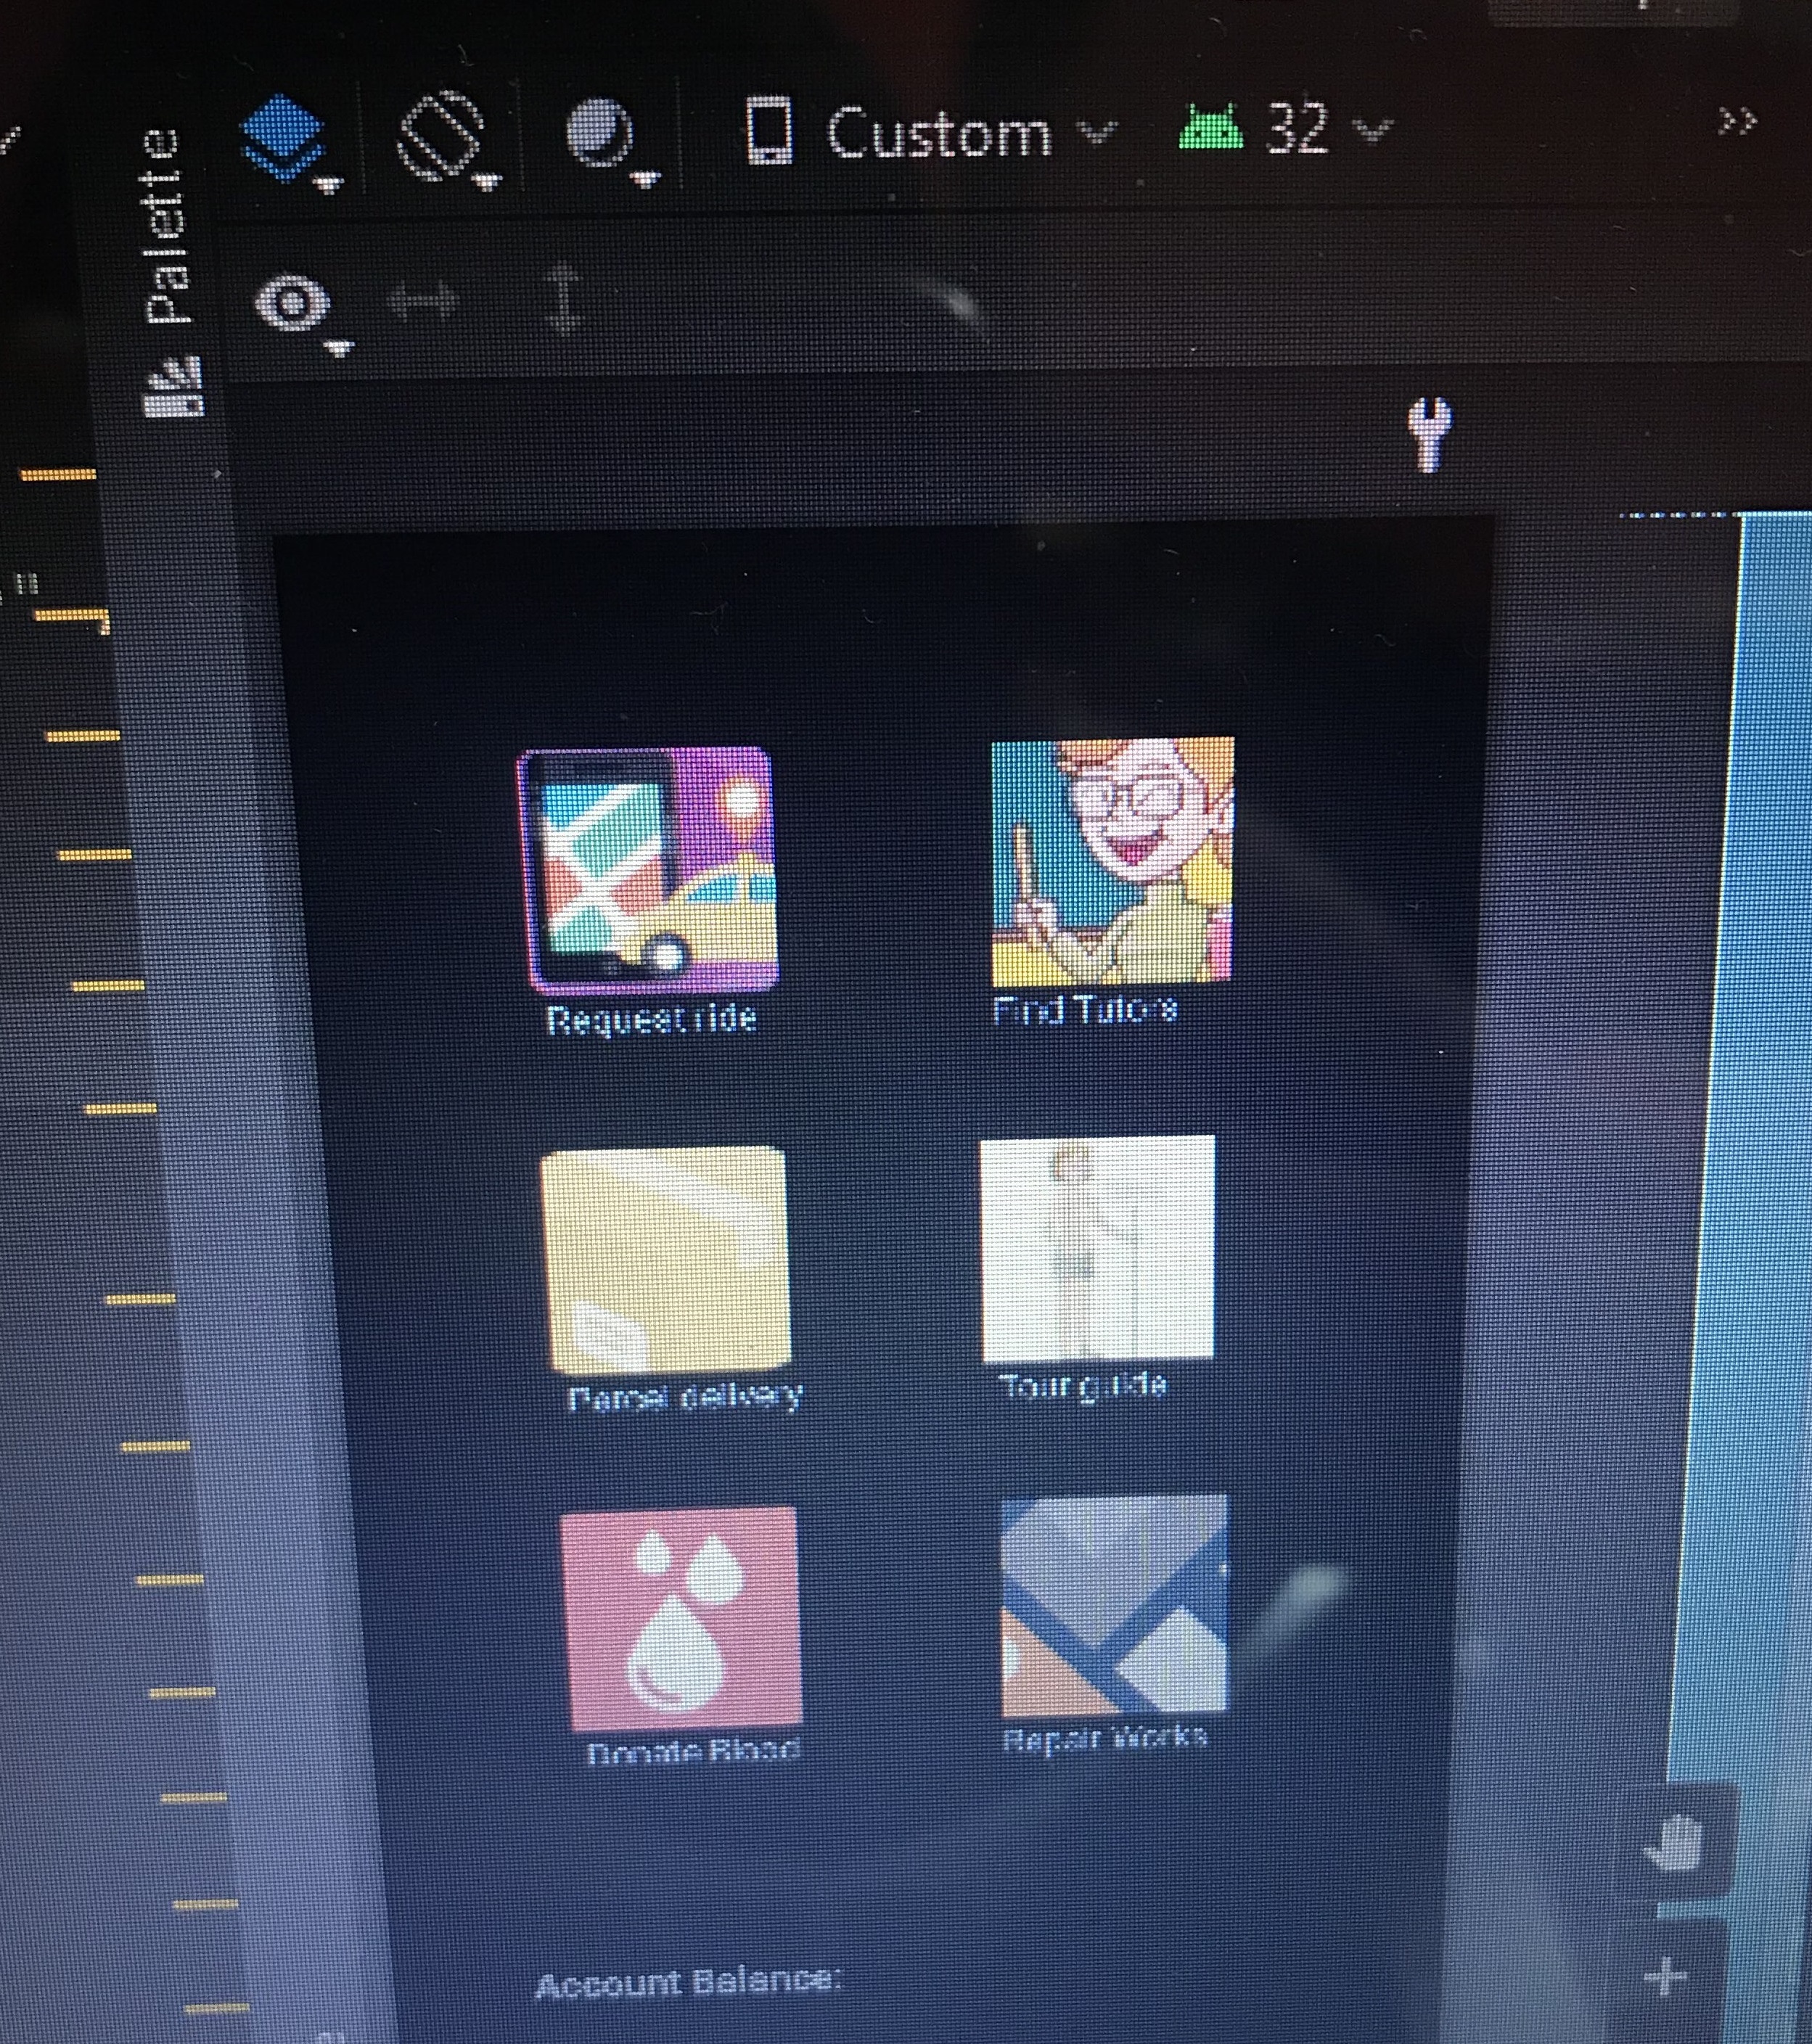 Palette
Custom 32
Request ride
Find Tutors
Parcel delivery
Tour guide
Donate Blood
Repair Works
Account Balance: